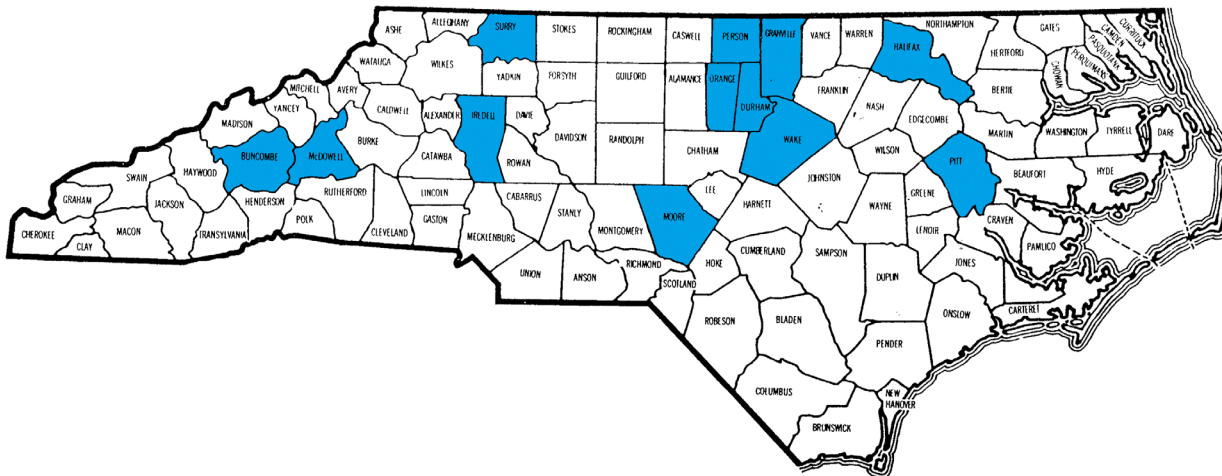 ASHE
ALLEGHANY
SURRY
STOKES
ROCKINGHAM
CASWELL
PERSON
GRANVILLE
VANCE
WARREN
NORTHAMPTON
HALIFAX
HERTFORD
GATES
CURRITUCK
CAMDEN
PASQUOTANK
PERQUIMANS
CHOWAN
WATAUGA
WILKES
YADKIN
FORSYTH
GUILFORD
ALAMANCE
ORANGE
DURHAM
FRANKLIN
NASH
EDGECOMBE
BERTIE
MITCHELL
AVERY
YANCEY
CALDWELL
ALEXANDER
IREDELL
DAVIE
DAVIDSON
RANDOLPH
CHATHAM
WAKE
WILSON
MARTIN
WASHINGTON
TYRRELL
DARE
MADISON
BUNCOMBE
McDOWELL
BURKE
CATAWBA
ROWAN
PITT
BEAUFORT
HYDE
SWAIN
HAYWOOD
RUTHERFORD
LINCOLN
CABARRUS
STANLY
MONTGOMERY
MOORE
LEE
HARNETT
JOHNSTON
WAYNE
GREENE
LENOIR
CRAVEN
PAMLICO
GRAHAM
JACKSON
HENDERSON
POLK
CLEVELAND
GASTON
MECKLENBURG
CHEROKEE
CLAY
MACON
TRANSYLVANIA
UNION
ANSON
RICHMOND
SCOTLAND
HOKE
CUMBERLAND
SAMPSON
DUPLIN
JONES
CARTERET
ONSLOW
ROBESON
BLADEN
PENDER
COLUMBUS
NEW
HANOVER
BRUNSWICK